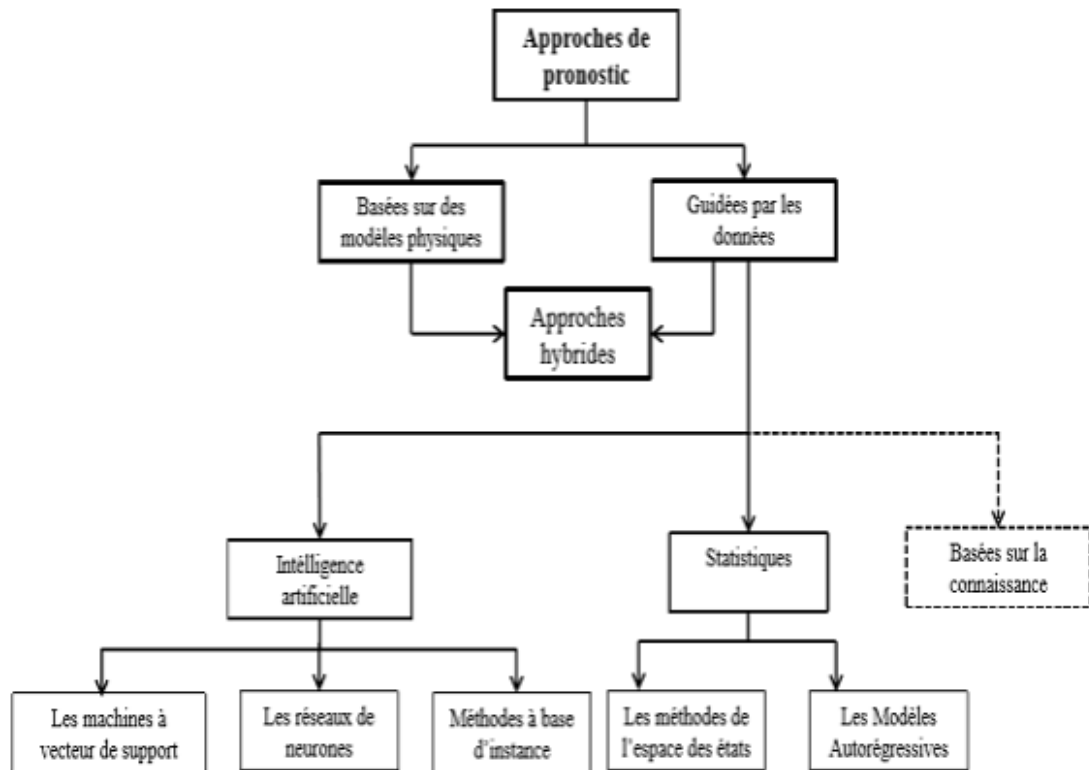 Approches de
pronostic
Basées sur des
modèles physiques
Guidées par les
données
Approches
hybrides
Intélligence
artificielle
Statistiques
Basées sur la
connaissance
Les machines à
vecteur de support
Les réseaux de
neurones
Méthodes à base
d'instance
Les méthodes de
l'espace des états
Les Modèles
Autorégressives